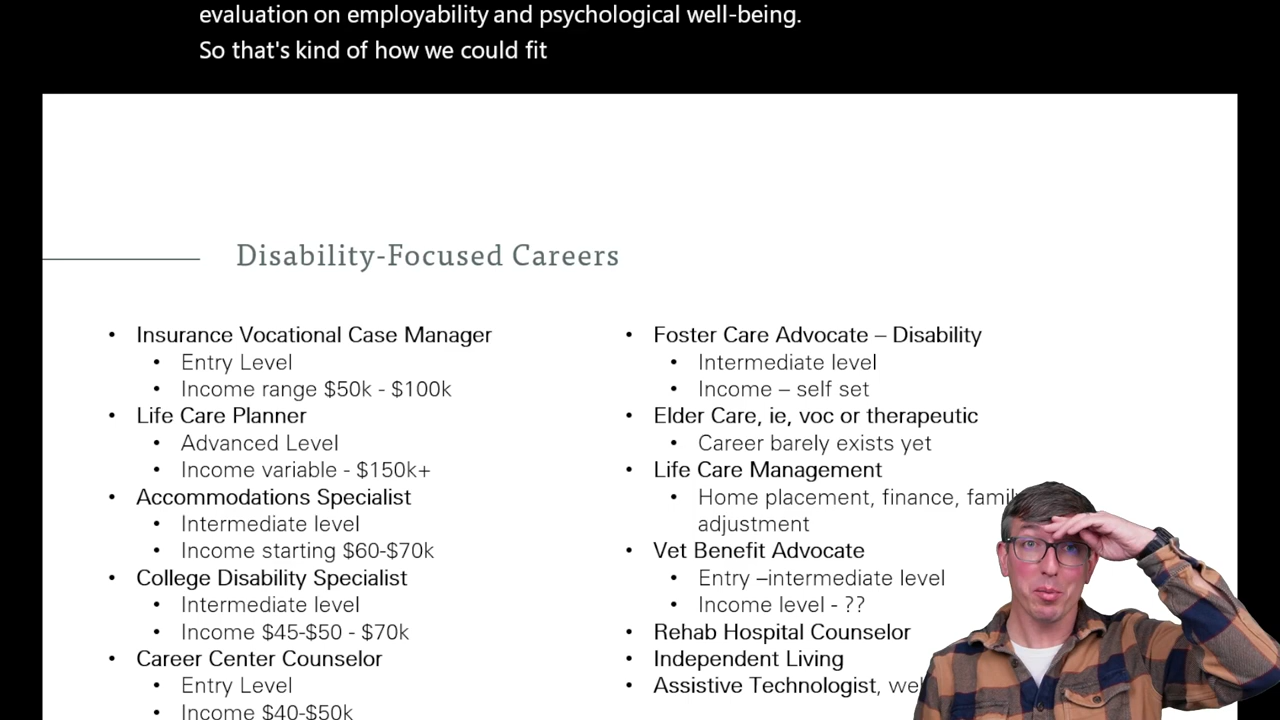 evaluation on employability and psychological well-being.
So that's kind of how we could fit
Disability-Focused Careers
• Insurance Vocational Case Manager
• Entry Level
• Income range $50k - $100k
• Life Care Planner
• Advanced Level
• Income variable - $150k+
• Accommodations Specialist
• Intermediate level
• Income starting $60-$70k
• College Disability Specialist
• Intermediate level
• Income $45-$50 - $70k
• Career Center Counselor
• Entry Level
• Income $40-$50k
• Foster Care Advocate – Disability
• Intermediate level
• Income – self set
• Elder Care, ie, voc or therapeutic
• Career barely exists yet
• Life Care Management
• Home placement, finance,
adjustment
• Vet Benefit Advocate
• Entry –intermediate level
• Income level - ??
• Rehab Hospital Counselor
• Independent Living
• Assistive Technologist,